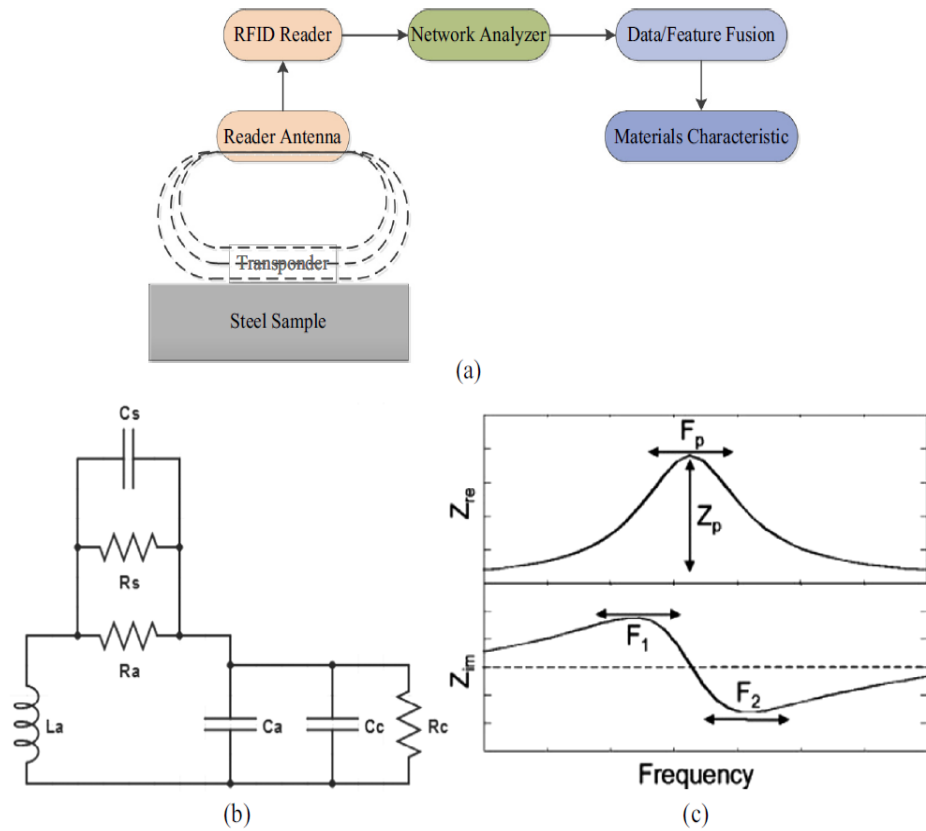 RFID Reader
Network Analyzer
Data/Feature Fusion
Reader Antenna
Materials Characteristic
Transponder
Steel Sample
(a)
Cs
Rs
Ra
La
Ca
Cc
Rc
(b)
Zre
Fp
Zp
Zim
F1
F2
Frequency
(c)